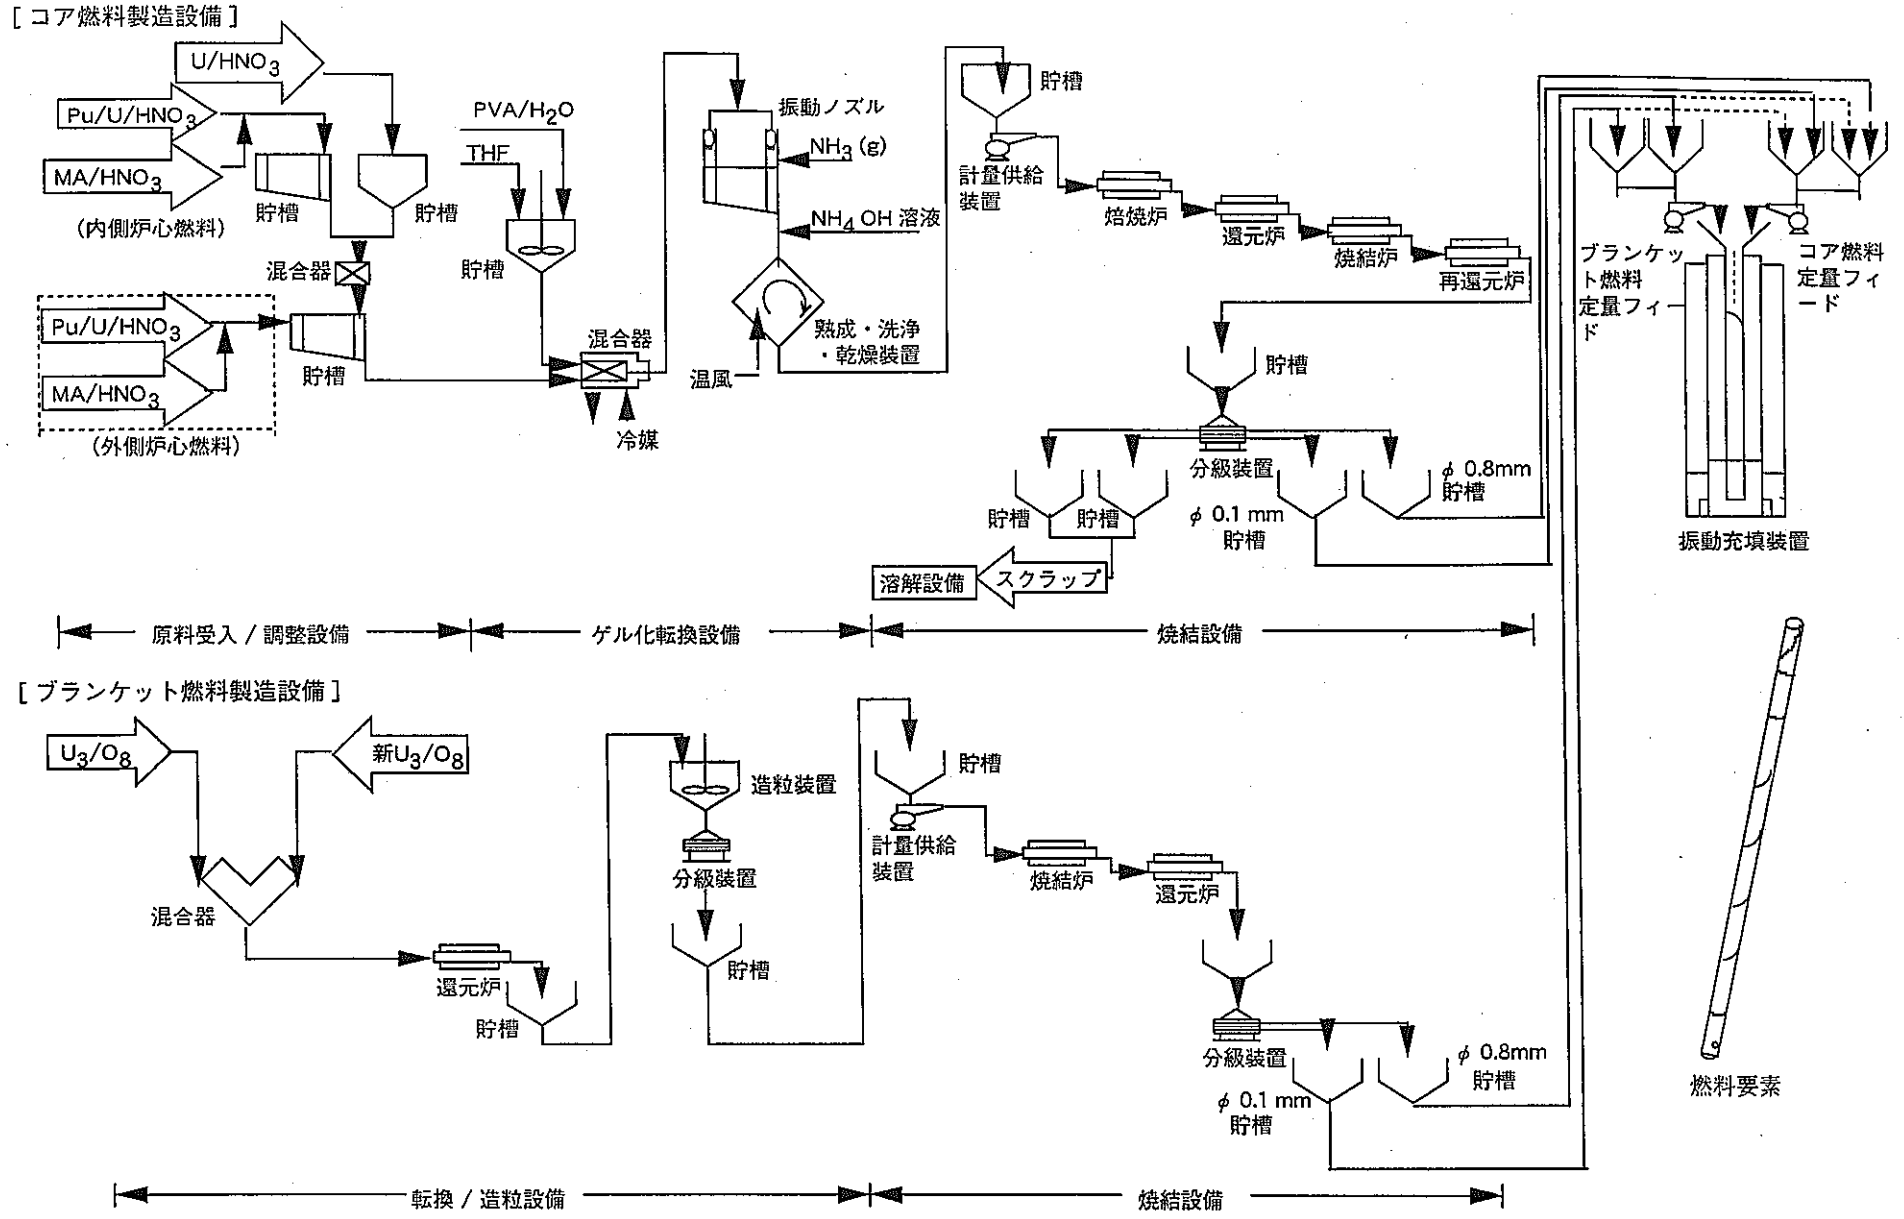 [ コア燃料製造設備 ]
U/HNO3
Pu/U/HNO3
MA/HNO3
(内側炉心燃料)
貯槽
貯槽
混合器
Pu/U/HNO3
MA/HNO3
(外側炉心燃料)
貯槽
PVA/H2O
THF
貯槽
混合器
冷媒
振動ノズル
NH3 (g)
NH4 OH 溶液
熟成・洗浄
・乾燥装置
温風
貯槽
計量供給
装置
焙焼炉
還元炉
焼結炉
再還元炉
貯槽
分級装置
貯槽
貯槽
φ 0.1 mm
貯槽
φ 0.8mm
貯槽
溶解設備
スクラップ
ブランケッ
ト燃料
定量フィー
ド
コア燃料
定量フィ
ード
振動充填装置
原料受入 / 調整設備
ゲル化転換設備
焼結設備
[ ブランケット燃料製造設備 ]
U3/O8
新U3/O8
混合器
還元炉
貯槽
造粒装置
分級装置
貯槽
貯槽
計量供給
装置
焼結炉
還元炉
分級装置
φ 0.1 mm
貯槽
φ 0.8mm
貯槽
燃料要素
転換 / 造粒設備
焼結設備